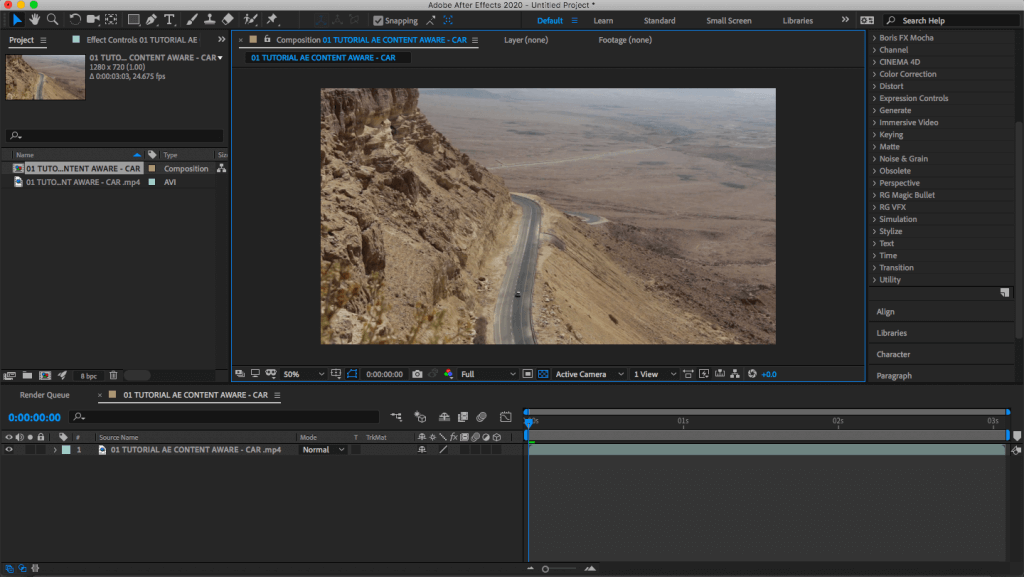 Adobe After Effects 2020 - Untitled Project *
Snapping
Default
Learn
Standard
Small Screen
Libraries
Search Help
Project
Effect Controls 01 TUTORIAL AE
Composition 01 TUTORIAL AE CONTENT AWARE - CAR
Layer (none)
Footage (none)
01 TUTORIAL AE CONTENT AWARE - CAR
01 TUTO... CONTENT AWARE - CAR
1280 x 720 (1.00)
Δ 0:00:03:03, 24.675 fps
Name
Type
Siz
01 TUTO...NTENT AWARE - CAR
Composition
01 TUTO...NT AWARE - CAR .mp4
AVI
Boris FX Mocha
Channel
CINEMA 4D
Color Correction
Distort
Expression Controls
Generate
Immersive Video
Keying
Matte
Noise & Grain
Obsolete
Perspective
RG Magic Bullet
RG VFX
Simulation
Stylize
Text
Time
Transition
Utility
Align
Libraries
Character
Paragraph
8 bpc
50%
0:00:00:00
Full
Active Camera
1 View
+0.0
Render Queue
01 TUTORIAL AE CONTENT AWARE - CAR
0:00:00:00
:00s
01s
02s
03s
#
Source Name
Mode
T
TrkMat
fx
1
01 TUTORIAL AE CONTENT AWARE - CAR .mp4
Normal